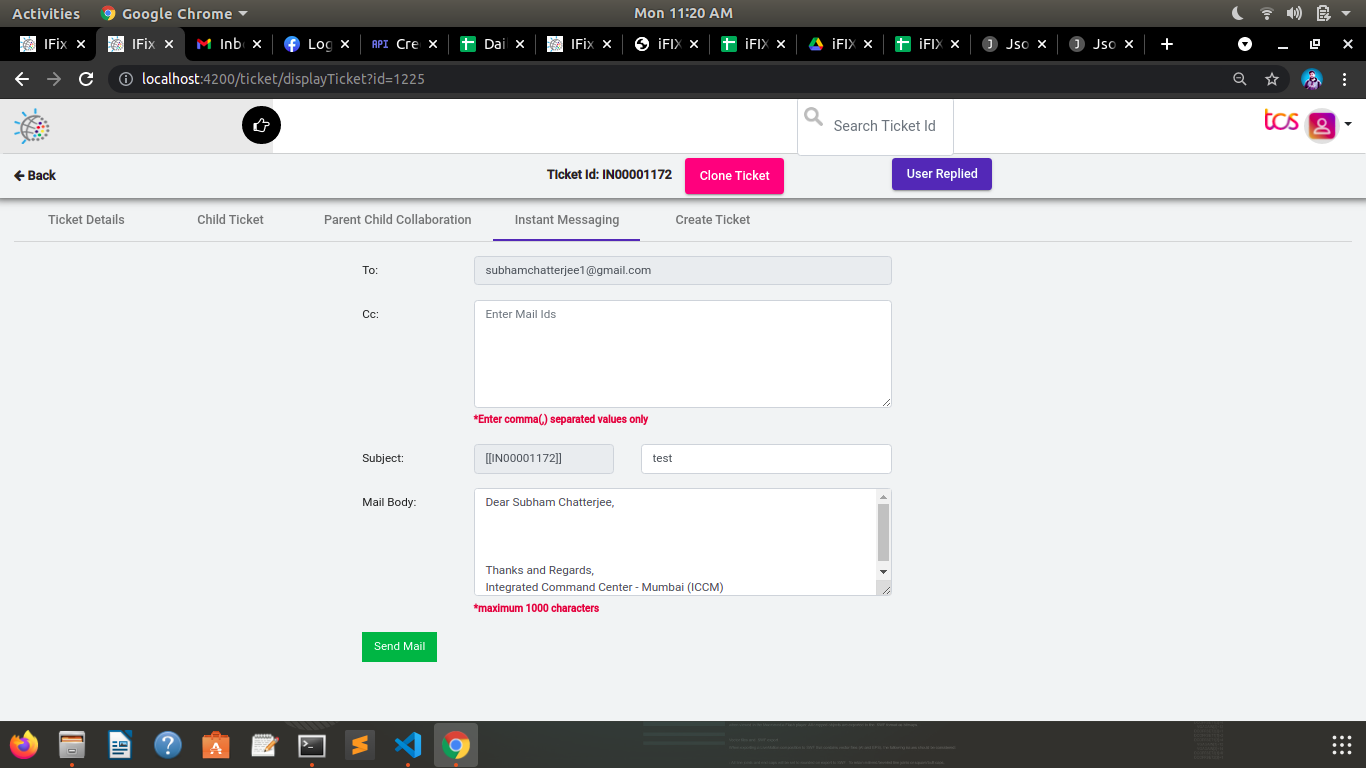 Activities Google Chrome Mon 11:20 AM
IFix IFix Inb Log API Cre Dail IFix iFIX iFIX iFIX iFIX Jso Jso
localhost:4200/ticket/displayTicket?id=1225
Search Ticket Id tcs
Back Ticket Id: IN00001172 Clone Ticket User Replied
Ticket Details Child Ticket Parent Child Collaboration Instant Messaging Create Ticket
To: subhamchatterjee1@gmail.com
Cc: Enter Mail Ids
*Enter comma(,) separated values only
Subject: [[IN00001172]] test
Mail Body: Dear Subham Chatterjee,
Thanks and Regards,
Integrated Command Center - Mumbai (ICCM)
*maximum 1000 characters
Send Mail